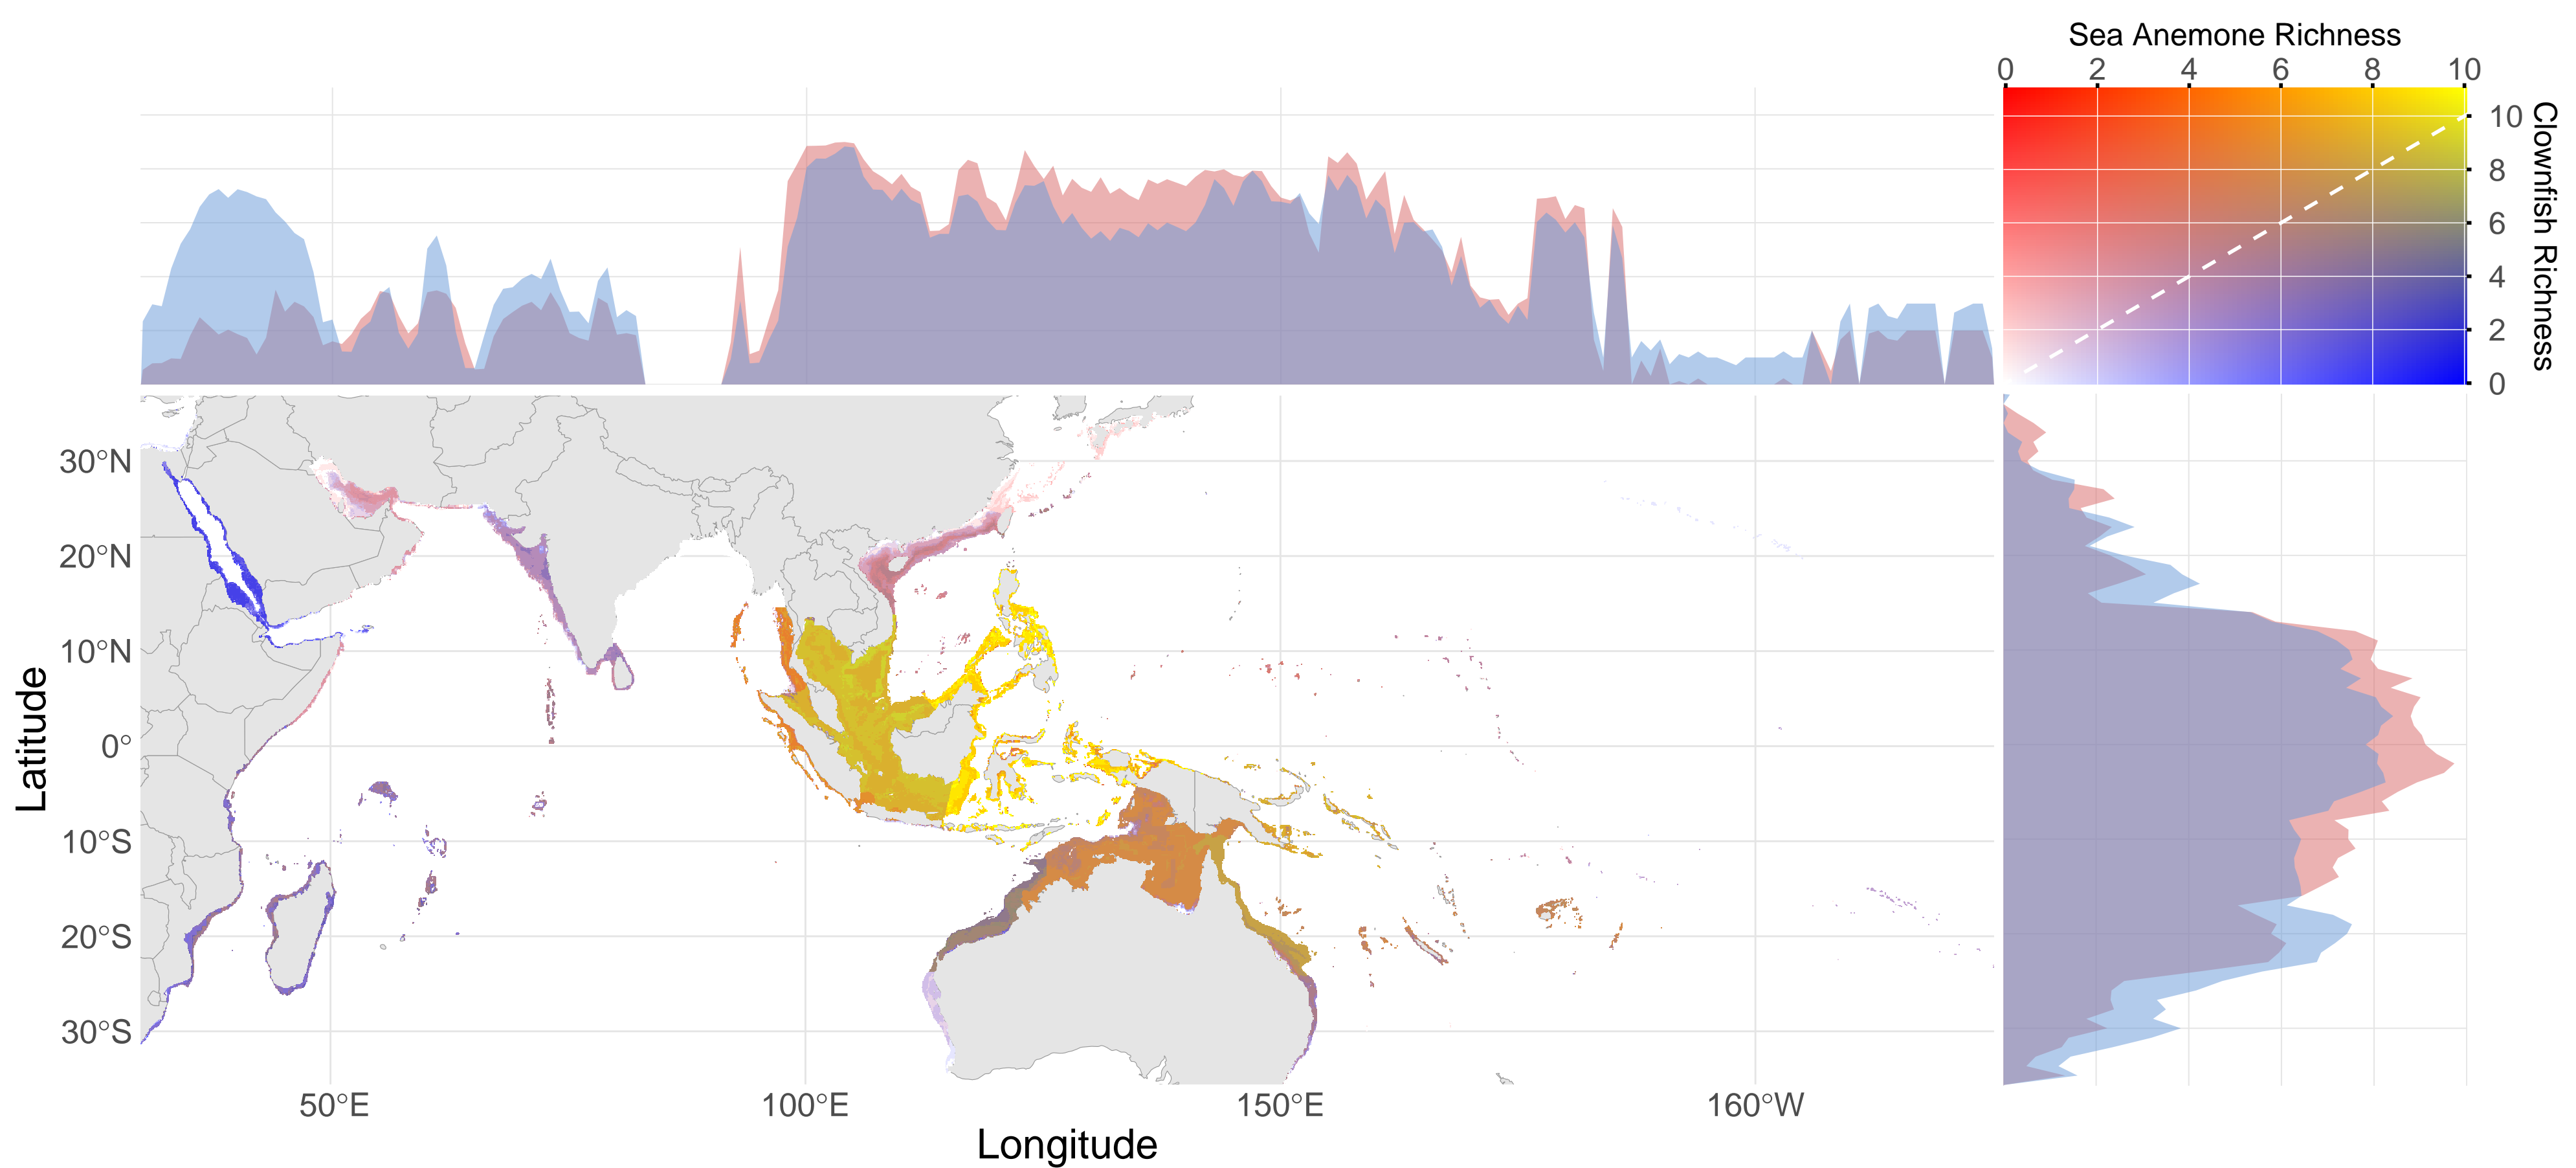 Sea Anemone Richness
0 2 4 6 8 10
10
8
6
4
2
0
Clownfish Richness
30°N
20°N
10°N
0°
10°S
20°S
30°S
Latitude
50°E 100°E 150°E 160°W
Longitude